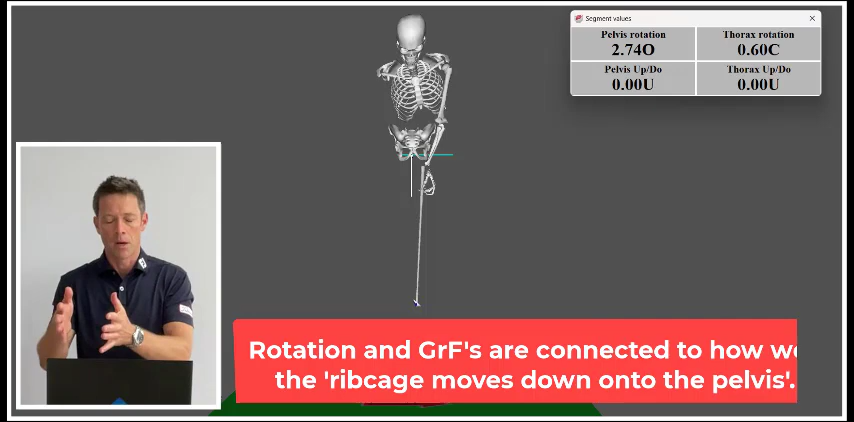 Segment values
Pelvis rotation
2.74O
Thorax rotation
0.60C
Pelvis Up/Do
0.00U
Thorax Up/Do
0.00U
Rotation and GrF's are connected to how
the 'ribcage moves down onto the pelvis'.